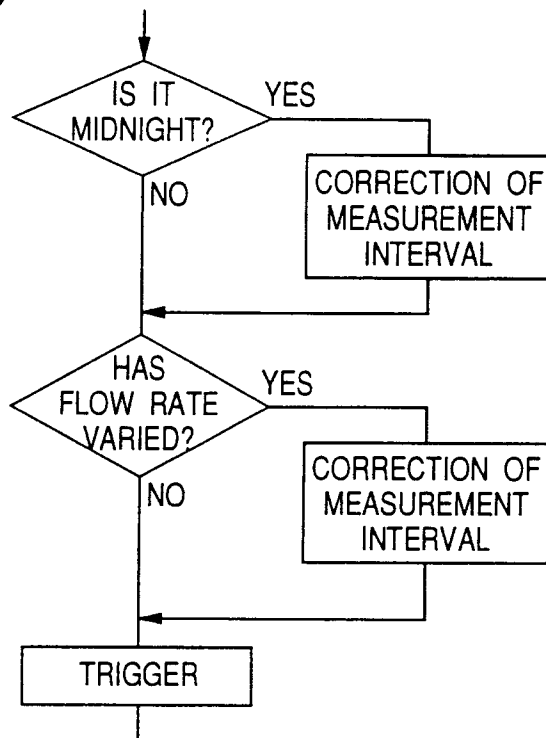 IS IT
MIDNIGHT?
YES
NO
CORRECTION OF
MEASUREMENT
INTERVAL
HAS
FLOW RATE
VARIED?
YES
NO
CORRECTION OF
MEASUREMENT
INTERVAL
TRIGGER